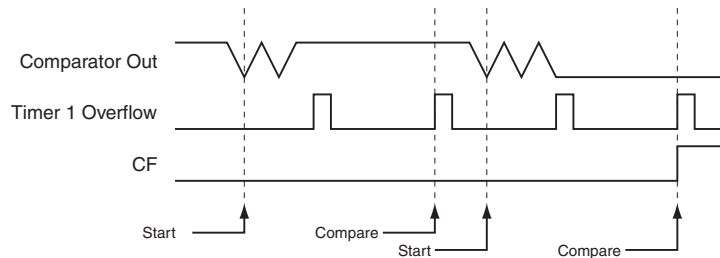 Comparator Out
Timer 1 Overflow
CF
Start
Compare
Start
Compare